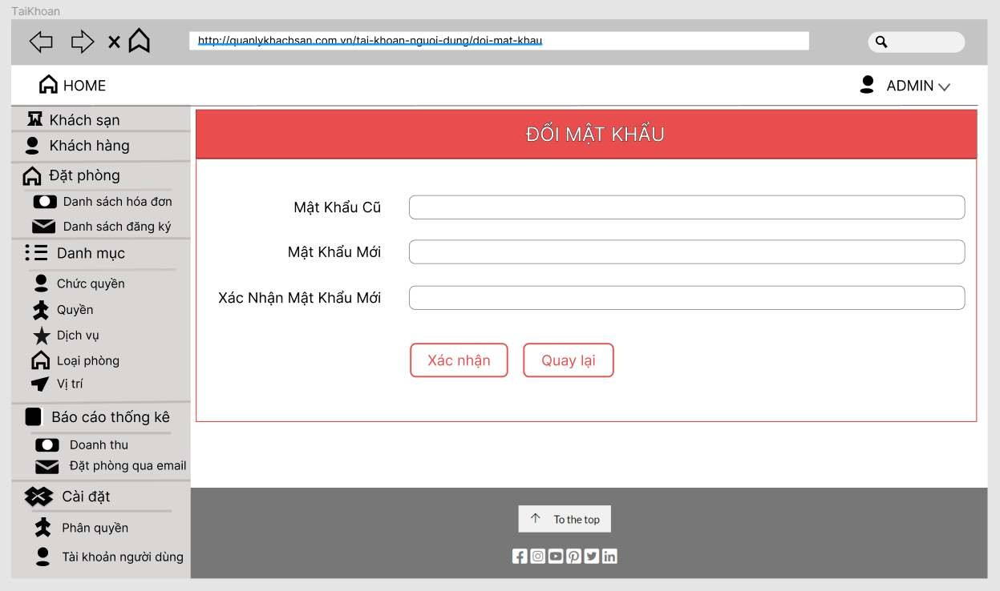 TaiKhoan
http://quanlykhachsan.com.vn/tai-khoan-nguoi-dung/doi-mat-khau
HOME
ADMIN
Khách sạn
Khách hàng
Đặt phòng
Danh sách hóa đơn
Danh sách đăng ký
Danh mục
Chức quyền
Quyền
Dịch vụ
Loại phòng
Vị trí
Báo cáo thống kê
Doanh thu
Đặt phòng qua email
Cài đặt
Phân quyền
Tài khoản người dùng
ĐỔI MẬT KHẨU
Mật Khẩu Cũ
Mật Khẩu Mới
Xác Nhận Mật Khẩu Mới
Xác nhận
Quay lại
To the top